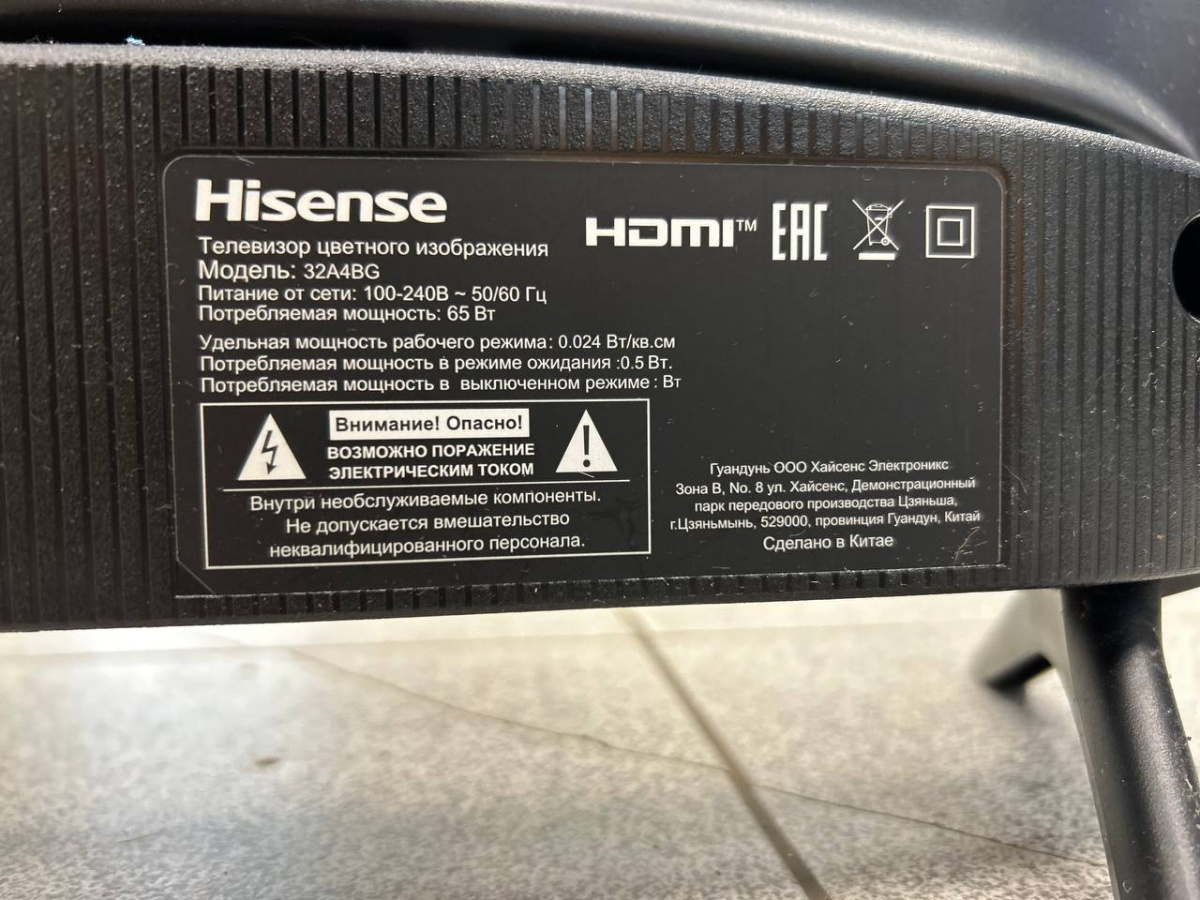 Hisense
HDMI™ EAC
Телевизор цветного изображения
Модель: 32A4BG
Питание от сети: 100-240В ~ 50/60 Гц
Потребляемая мощность: 65 Вт
Удельная мощность рабочего режима: 0.024 Вт/кв.см
Потребляемая мощность в режиме ожидания :0.5 Вт.
Потребляемая мощность в выключенном режиме : Вт
Внимание! Опасно!
ВОЗМОЖНО ПОРАЖЕНИЕ
ЭЛЕКТРИЧЕСКИМ ТОКОМ
Внутри необслуживаемые компоненты.
Не допускается вмешательство
неквалифицированного персонала.
Гуандунь ООО Хайсенс Электроникс
Зона B, No. 8 ул. Хайсенс, Демонстрационный
парк передового производства Цзяньша,
г.Цзяньмынь, 529000, провинция Гуандун, Китай
Сделано в Китае